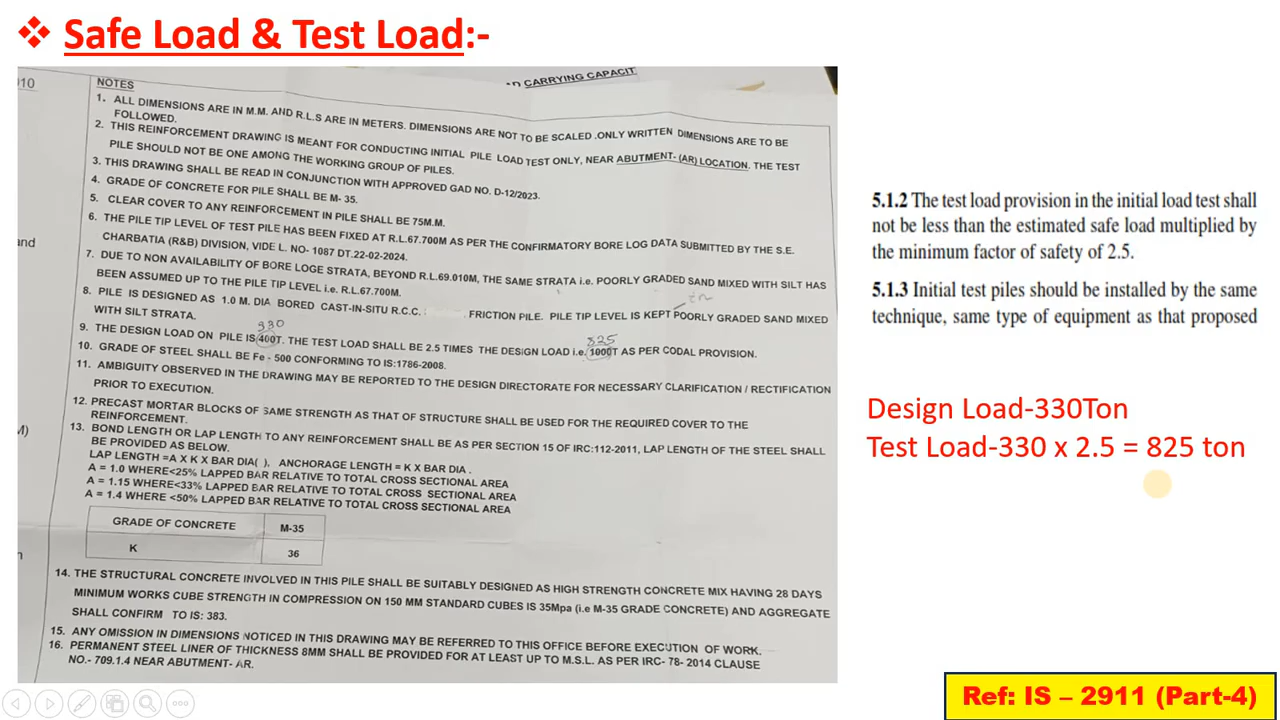 ❖ Safe Load & Test Load:-
CARRYING CAPACIT
010
NOTES
1. ALL DIMENSIONS ARE IN M.M. AND R.L.S ARE IN METERS. DIMENSIONS ARE NOT TO BE SCALED .ONLY WRITTEN DIMENSIONS ARE TO BE
FOLLOWED.
2. THIS REINFORCEMENT DRAWING IS MEANT FOR CONDUCTING INITIAL PILE LOAD TEST ONLY, NEAR ABUTMENT- (AR) LOCATION. THE TEST
PILE SHOULD NOT BE ONE AMONG THE WORKING GROUP OF PILES.
3. THIS DRAWING SHALL BE READ IN CONJUNCTION WITH APPROVED GAD NO. D-12/2023.
4. GRADE OF CONCRETE FOR PILE SHALL BE M- 35.
5. CLEAR COVER TO ANY REINFORCEMENT IN PILE SHALL BE 75M.M.
and
6. THE PILE TIP LEVEL OF TEST PILE HAS BEEN FIXED AT R.L.67.700M AS PER THE CONFIRMATORY BORE LOG DATA SUBMITTED BY THE S.E.
CHARBATIA (R&B) DIVISION, VIDE L. NO- 1087 DT.22-02-2024.
7. DUE TO NON AVAILABILITY OF BORE LOGE STRATA, BEYOND R.L.69.010M, THE SAME STRATA i.e. POORLY GRADED SAND MIXED WITH SILT HAS
BEEN ASSUMED UP TO THE PILE TIP LEVEL i.e. R.L.67.700M.
8. PILE IS DESIGNED AS 1.0 M. DIA BORED CAST-IN-SITU R.C.C. FRICTION PILE. PILE TIP LEVEL IS KEPT POORLY GRADED SAND MIXED
WITH SILT STRATA.
330 825
9. THE DESIGN LOAD ON PILE IS 400T. THE TEST LOAD SHALL BE 2.5 TIMES THE DESIGN LOAD i.e. 1000T AS PER CODAL PROVISION.
10. GRADE OF STEEL SHALL BE Fe - 500 CONFORMING TO IS:1786-2008.
11. AMBIGUITY OBSERVED IN THE DRAWING MAY BE REPORTED TO THE DESIGN DIRECTORATE FOR NECESSARY CLARIFICATION / RECTIFICATION
PRIOR TO EXECUTION.
12. PRECAST MORTAR BLOCKS OF SAME STRENGTH AS THAT OF STRUCTURE SHALL BE USED FOR THE REQUIRED COVER TO THE
REINFORCEMENT.
M)
13. BOND LENGTH OR LAP LENGTH TO ANY REINFORCEMENT SHALL BE AS PER SECTION 15 OF IRC:112-2011, LAP LENGTH OF THE STEEL SHALL
BE PROVIDED AS BELOW.
LAP LENGTH =A X K X BAR DIA( ), ANCHORAGE LENGTH = K X BAR DIA .
A = 1.0 WHERE<25% LAPPED BAR RELATIVE TO TOTAL CROSS SECTIONAL AREA
A = 1.15 WHERE<33% LAPPED BAR RELATIVE TO TOTAL CROSS SECTIONAL AREA
A = 1.4 WHERE <50% LAPPED BAR RELATIVE TO TOTAL CROSS SECTIONAL AREA
GRADE OF CONCRETE M-35
K 36
14. THE STRUCTURAL CONCRETE INVOLVED IN THIS PILE SHALL BE SUITABLY DESIGNED AS HIGH STRENGTH CONCRETE MIX HAVING 28 DAYS
MINIMUM WORKS CUBE STRENGTH IN COMPRESSION ON 150 MM STANDARD CUBES IS 35Mpa (i.e M-35 GRADE CONCRETE) AND AGGREGATE
SHALL CONFIRM TO IS: 383.
15. ANY OMISSION IN DIMENSIONS NOTICED IN THIS DRAWING MAY BE REFERRED TO THIS OFFICE BEFORE EXECUTION OF WORK.
16. PERMANENT STEEL LINER OF THICKNESS 8MM SHALL BE PROVIDED FOR AT LEAST UP TO M.S.L. AS PER IRC- 78- 2014 CLAUSE
NO.- 709.1.4 NEAR ABUTMENT- AR.
5.1.2 The test load provision in the initial load test shall
not be less than the estimated safe load multiplied by
the minimum factor of safety of 2.5.
5.1.3 Initial test piles should be installed by the same
technique, same type of equipment as that proposed
Design Load-330Ton
Test Load-330 x 2.5 = 825 ton
Ref: IS – 2911 (Part-4)